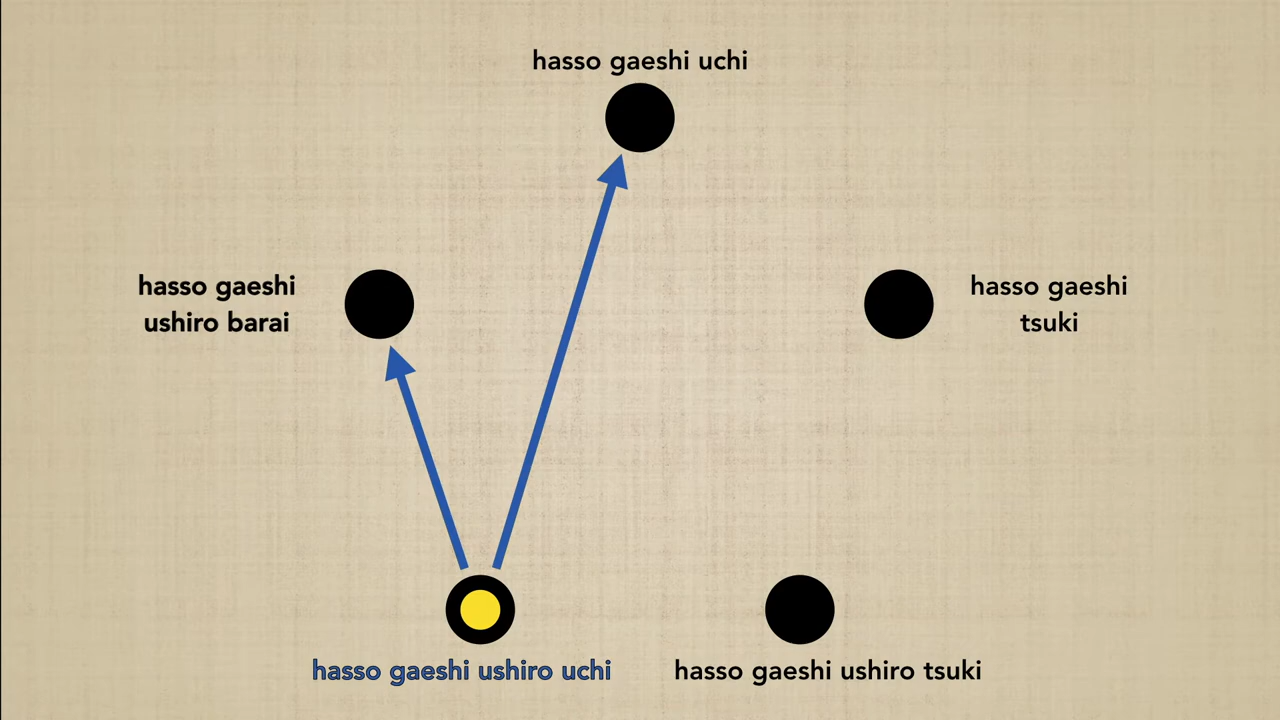 hasso gaeshi uchi
hasso gaeshi
ushiro barai
hasso gaeshi
tsuki
hasso gaeshi ushiro uchi
hasso gaeshi ushiro tsuki